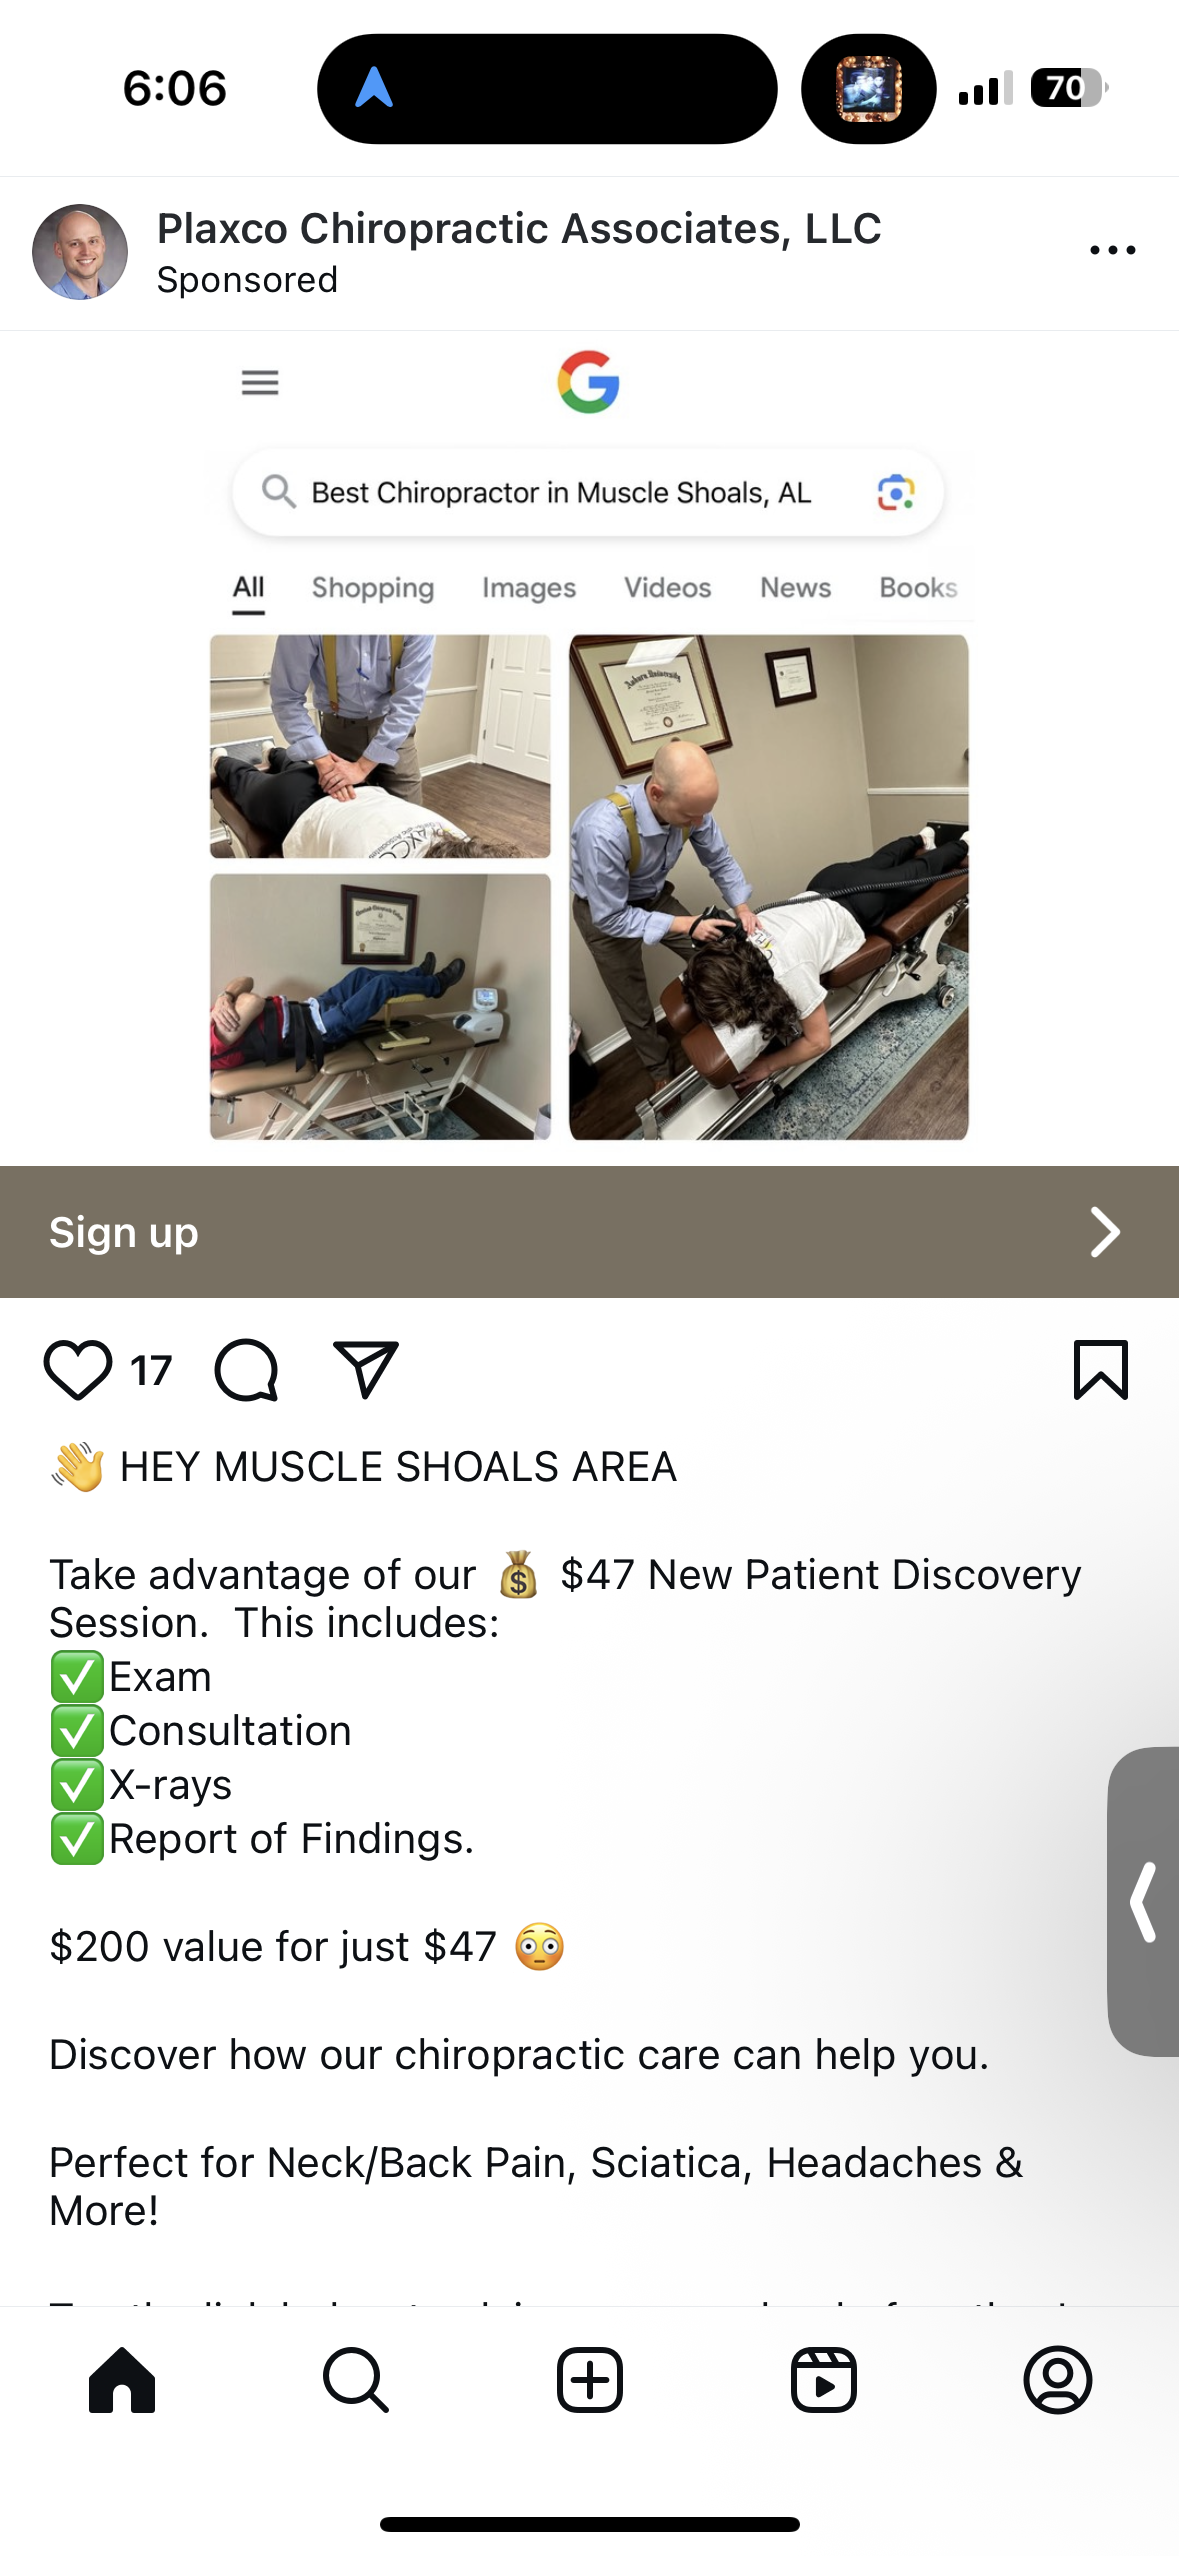 6:06
70
Plaxco Chiropractic Associates, LLC
Sponsored
Best Chiropractor in Muscle Shoals, AL
All Shopping Images Videos News Books
Auburn University
Sign up
17
👋 HEY MUSCLE SHOALS AREA
Take advantage of our 💰 $47 New Patient Discovery
Session.  This includes:
✅Exam
✅Consultation
✅X-rays
✅Report of Findings.
$200 value for just $47 😳
Discover how our chiropractic care can help you.
Perfect for Neck/Back Pain, Sciatica, Headaches &
More!